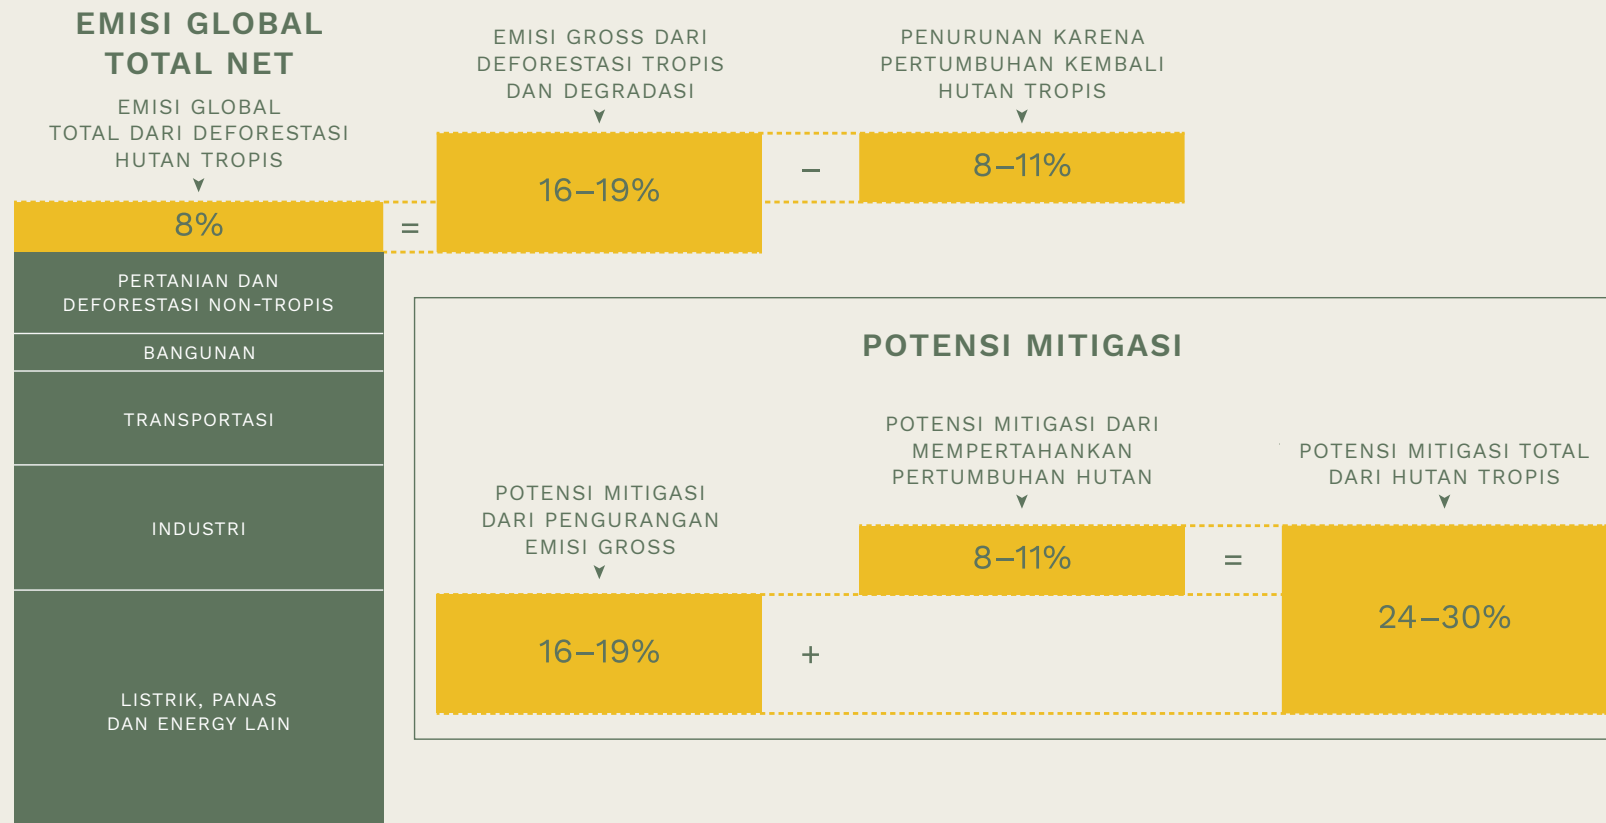 EMISI GLOBAL
TOTAL NET
EMISI GLOBAL
TOTAL DARI DEFORESTASI
HUTAN TROPIS
8%
=
EMISI GROSS DARI
DEFORESTASI TROPIS
DAN DEGRADASI
16–19%
–
PENURUNAN KARENA
PERTUMBUHAN KEMBALI
HUTAN TROPIS
8–11%
PERTANIAN DAN
DEFORESTASI NON-TROPIS
BANGUNAN
TRANSPORTASI
INDUSTRI
LISTRIK, PANAS
DAN ENERGY LAIN
POTENSI MITIGASI
POTENSI MITIGASI
DARI PENGURANGAN
EMISI GROSS
16–19%
+
POTENSI MITIGASI DARI
MEMPERTAHANKAN
PERTUMBUHAN HUTAN
8–11%
=
POTENSI MITIGASI TOTAL
DARI HUTAN TROPIS
24–30%